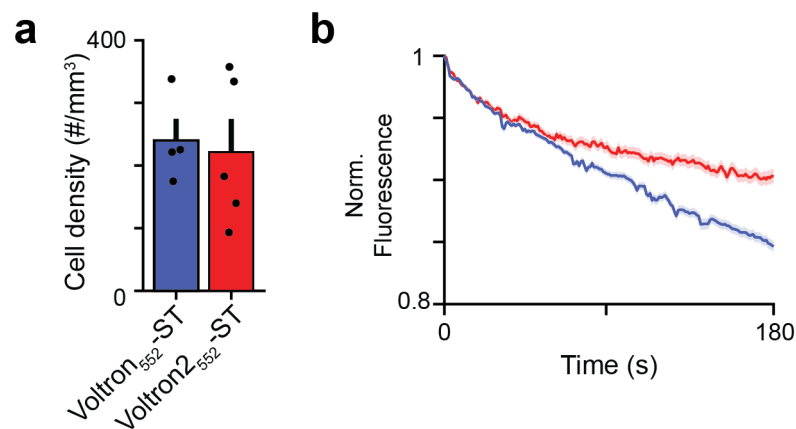 a
400
Cell density (#/mm³)
0
Voltron₅₅₂-ST
Voltron2₅₅₂-ST
b
1
Norm.
Fluorescence
0.8
0
180
Time (s)